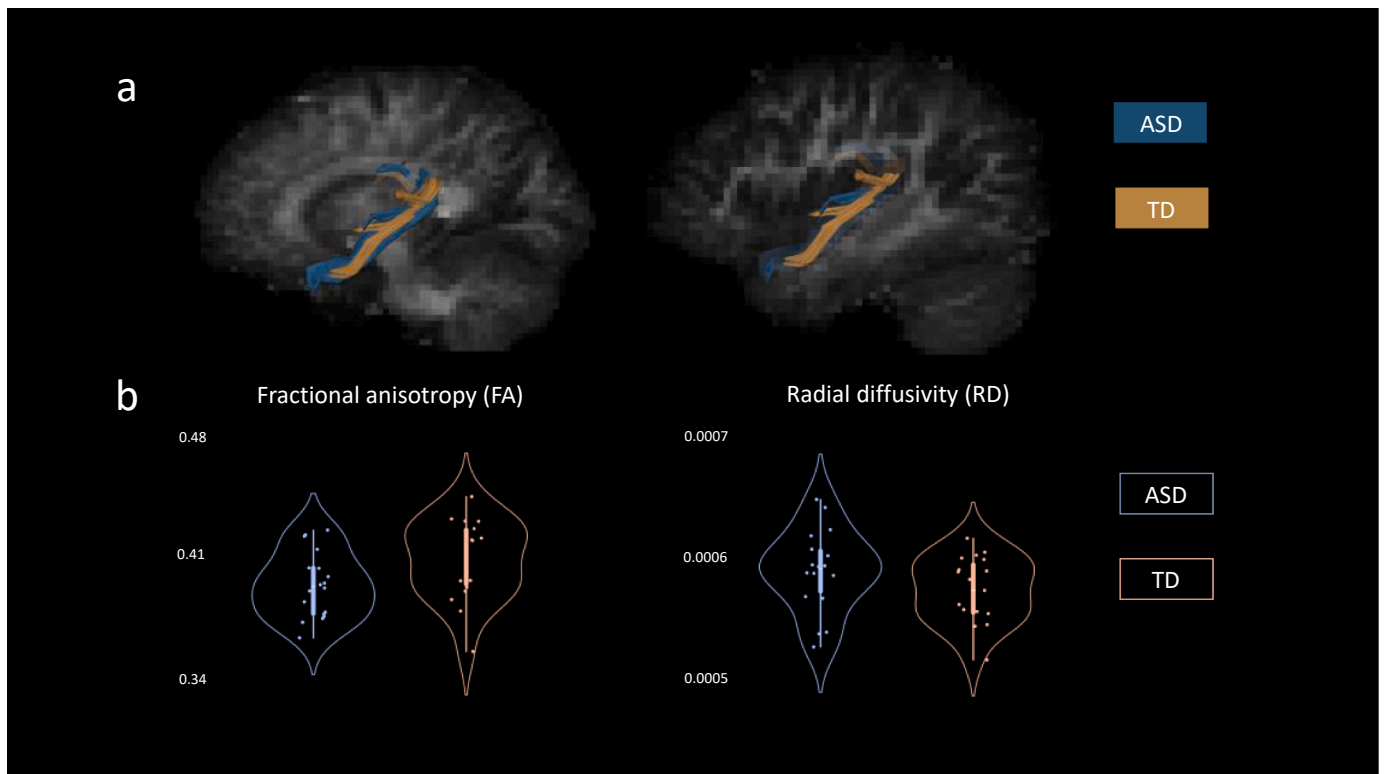 a
ASD
TD
b
Fractional anisotropy (FA)
Radial diffusivity (RD)
0.48
0.41
0.34
0.0007
0.0006
0.0005
ASD
TD